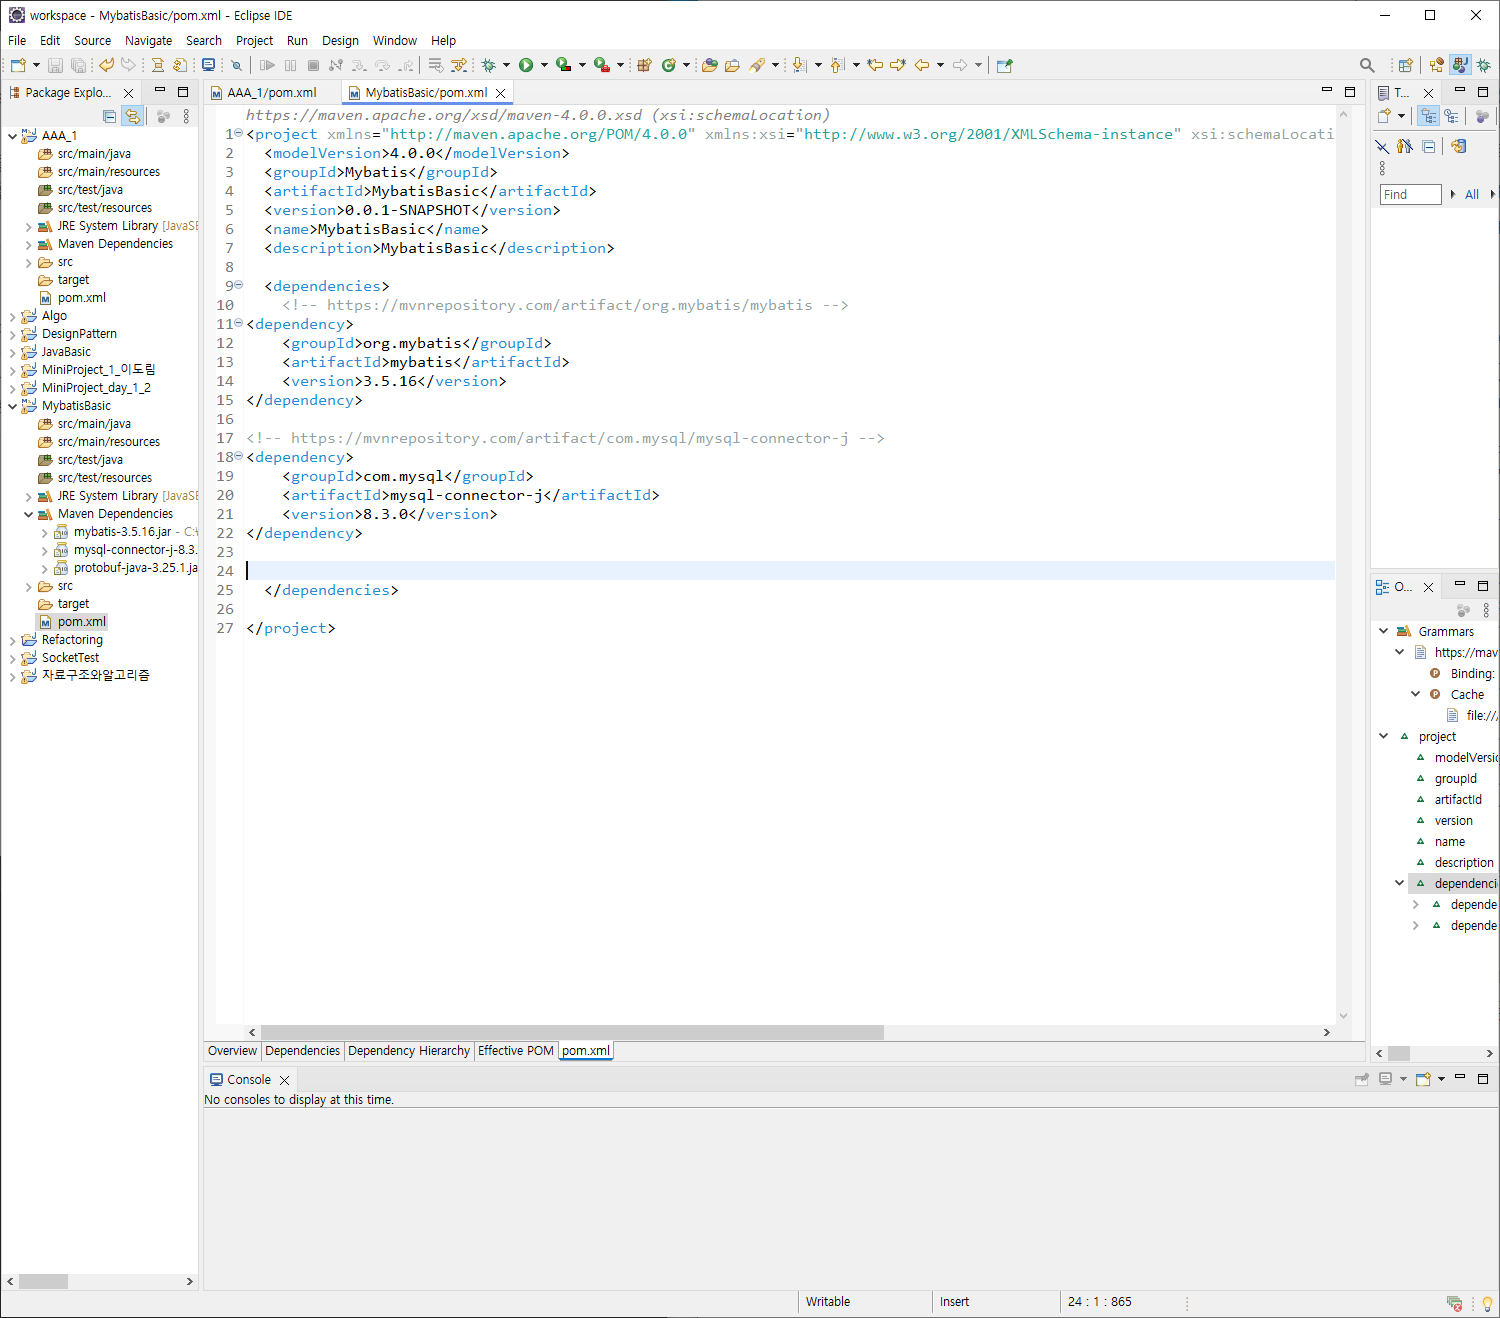 workspace - MybatisBasic/pom.xml - Eclipse IDE
File Edit Source Navigate Search Project Run Design Window Help
Package Explo...
AAA_1
src/main/java
src/main/resources
src/test/java
src/test/resources
JRE System Library [JavaSE
Maven Dependencies
src
target
pom.xml
Algo
DesignPattern
JavaBasic
MiniProject_1_이도림
MiniProject_day_1_2
MybatisBasic
src/main/java
src/main/resources
src/test/java
src/test/resources
JRE System Library [JavaSE
Maven Dependencies
mybatis-3.5.16.jar - C:\
mysql-connector-j-8.3.
protobuf-java-3.25.1.ja
src
target
pom.xml
Refactoring
SocketTest
자료구조와알고리즘
AAA_1/pom.xml
MybatisBasic/pom.xml
https://maven.apache.org/xsd/maven-4.0.0.xsd (xsi:schemaLocation)
1 <project xmlns="http://maven.apache.org/POM/4.0.0" xmlns:xsi="http://www.w3.org/2001/XMLSchema-instance" xsi:schemaLocati
2 <modelVersion>4.0.0</modelVersion>
3 <groupId>Mybatis</groupId>
4 <artifactId>MybatisBasic</artifactId>
5 <version>0.0.1-SNAPSHOT</version>
6 <name>MybatisBasic</name>
7 <description>MybatisBasic</description>
8
9 <dependencies>
10 <!-- https://mvnrepository.com/artifact/org.mybatis/mybatis -->
11 <dependency>
12 <groupId>org.mybatis</groupId>
13 <artifactId>mybatis</artifactId>
14 <version>3.5.16</version>
15 </dependency>
16
17 <!-- https://mvnrepository.com/artifact/com.mysql/mysql-connector-j -->
18 <dependency>
19 <groupId>com.mysql</groupId>
20 <artifactId>mysql-connector-j</artifactId>
21 <version>8.3.0</version>
22 </dependency>
23
24
25 </dependencies>
26
27 </project>
Overview Dependencies Dependency Hierarchy Effective POM pom.xml
Console
No consoles to display at this time.
T...
Find
All
O...
Grammars
https://mav
Binding:
Cache
file:///
project
modelVersio
groupId
artifactId
version
name
description
dependenci
depende
depende
Writable
Insert
24 : 1 : 865